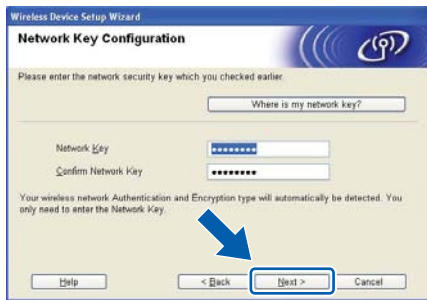 Wireless Device Setup Wizard
Network Key Configuration
Please enter the network security key which you checked earlier.
Where is my network key?
Network Key
Confirm Network Key
Your wireless network Authentication and Encryption type will automatically be detected. You
only need to enter the Network Key.
Help
< Back
Next >
Cancel